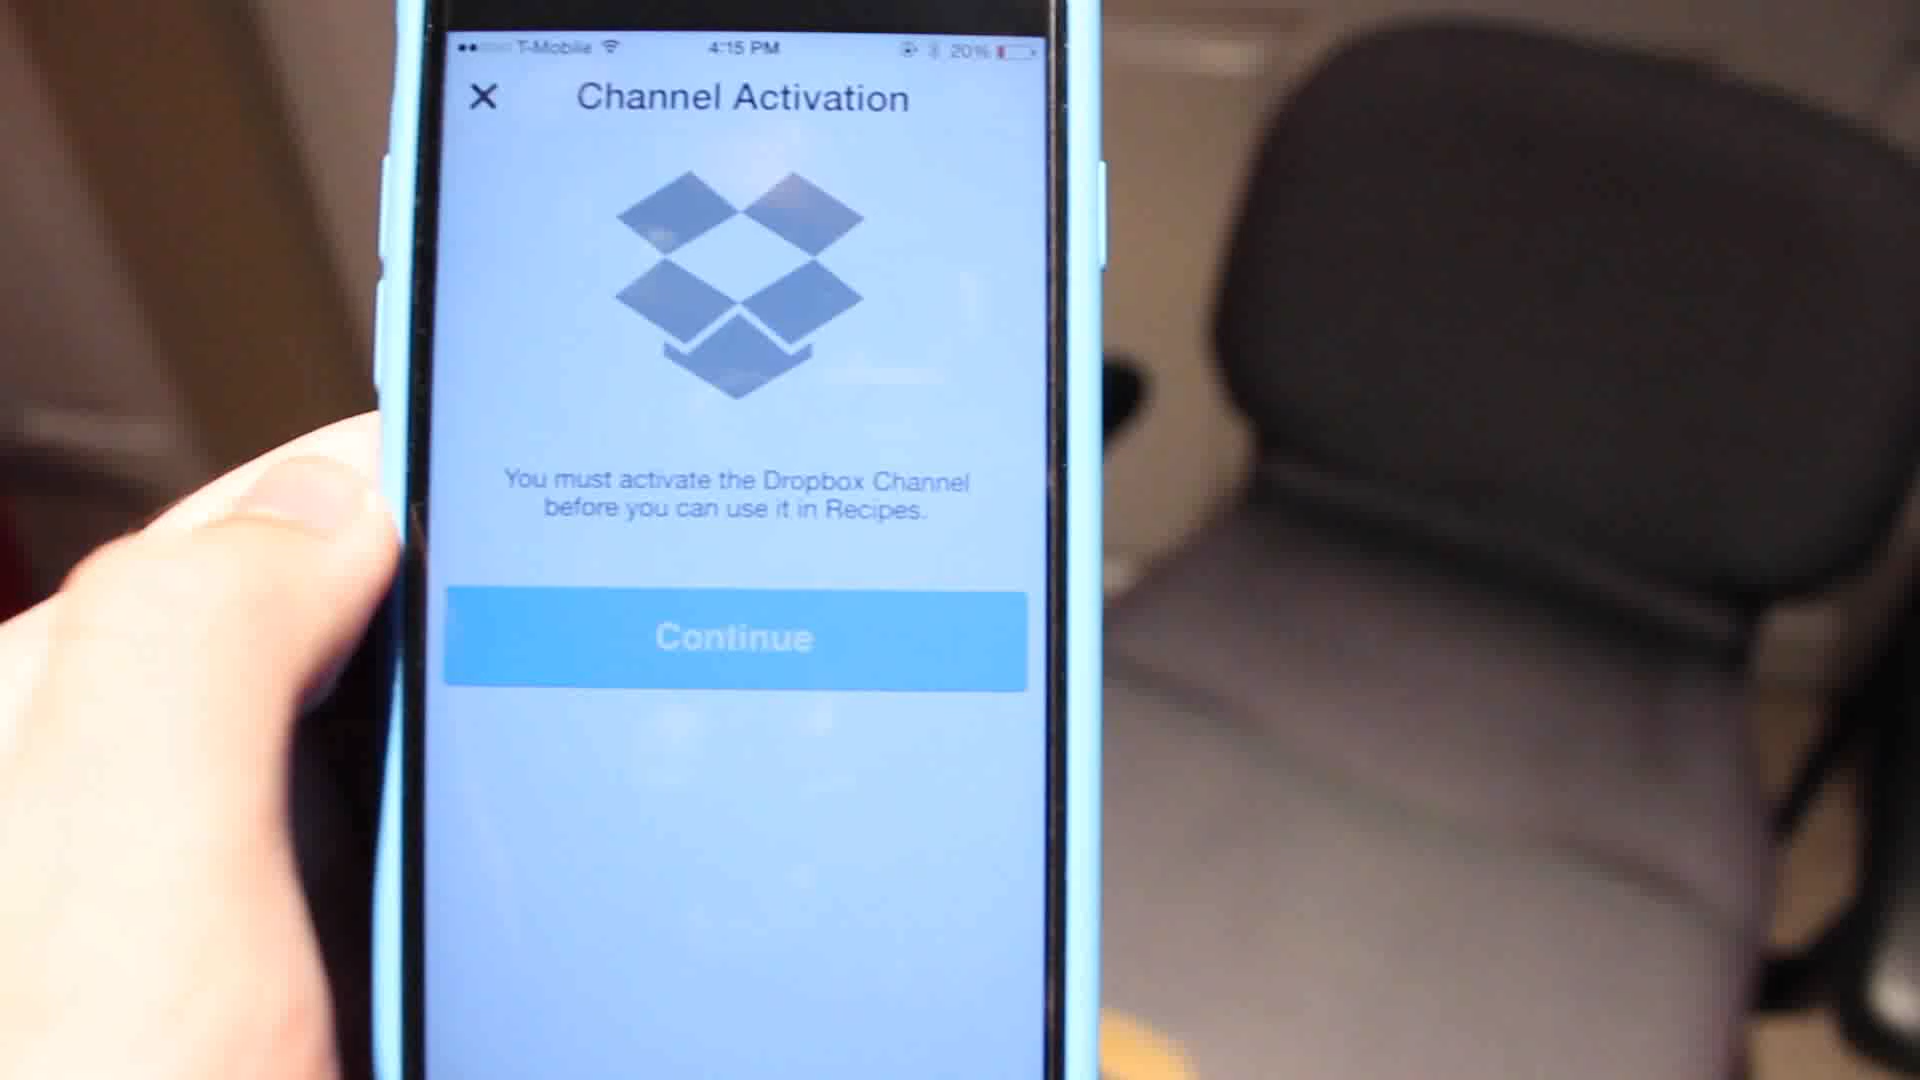 T-Mobile 4:15 PM 20%
Channel Activation
You must activate the Dropbox Channel
before you can use it in Recipes.
Continue